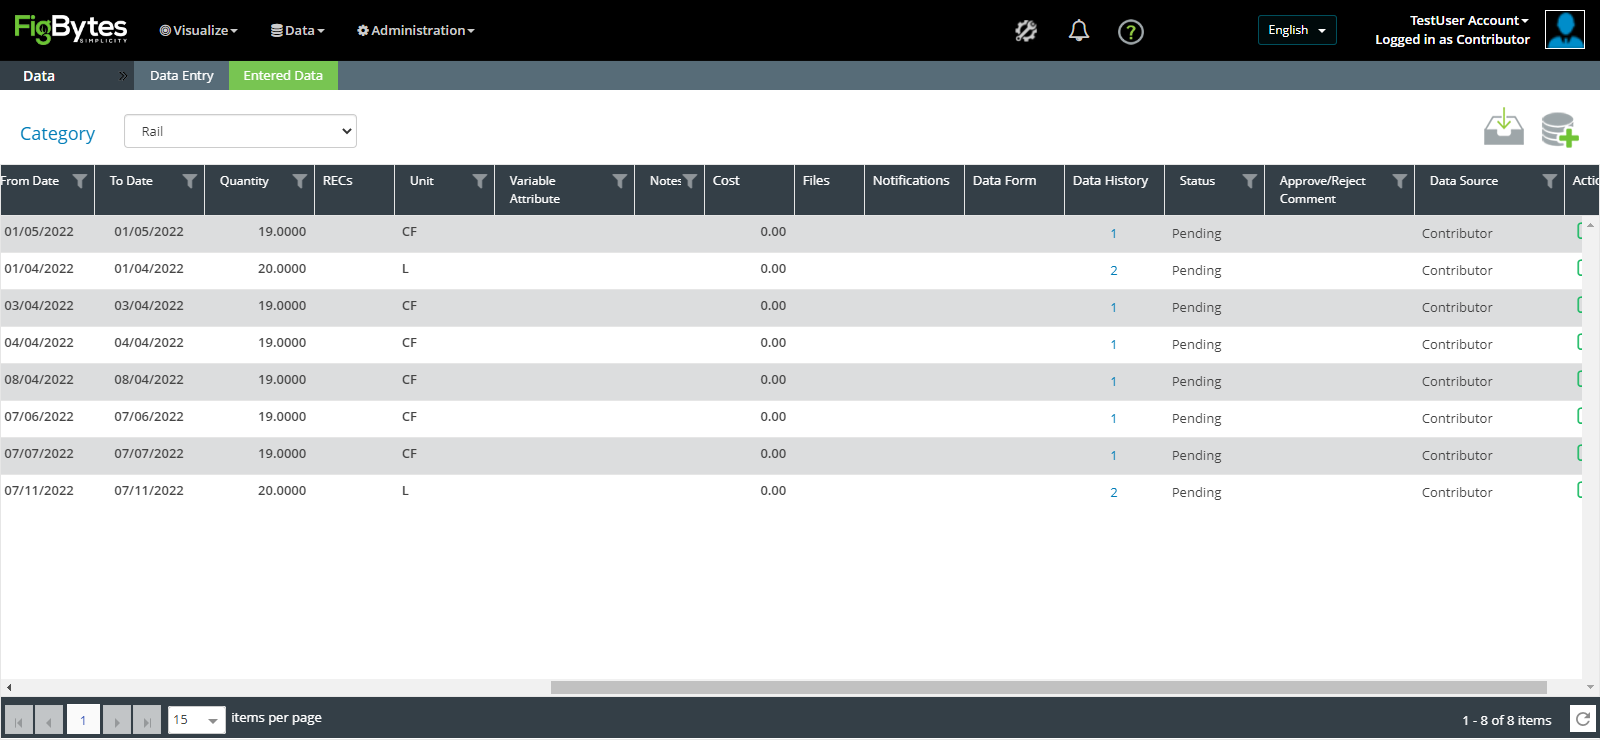 FigBytes
SIMPLICITY
Visualize
Data
Administration
?
English
TestUser Account
Logged in as Contributor
Data
Data Entry
Entered Data
Category
Rail
From Date To Date Quantity RECs Unit Variable Attribute Notes Cost Files Notifications Data Form Data History Status Approve/Reject Comment Data Source Actic
01/05/2022 01/05/2022 19.0000 CF 0.00 1 Pending Contributor
01/04/2022 01/04/2022 20.0000 L 0.00 2 Pending Contributor
03/04/2022 03/04/2022 19.0000 CF 0.00 1 Pending Contributor
04/04/2022 04/04/2022 19.0000 CF 0.00 1 Pending Contributor
08/04/2022 08/04/2022 19.0000 CF 0.00 1 Pending Contributor
07/06/2022 07/06/2022 19.0000 CF 0.00 1 Pending Contributor
07/07/2022 07/07/2022 19.0000 CF 0.00 1 Pending Contributor
07/11/2022 07/11/2022 20.0000 L 0.00 2 Pending Contributor
1 15 items per page 1 - 8 of 8 items